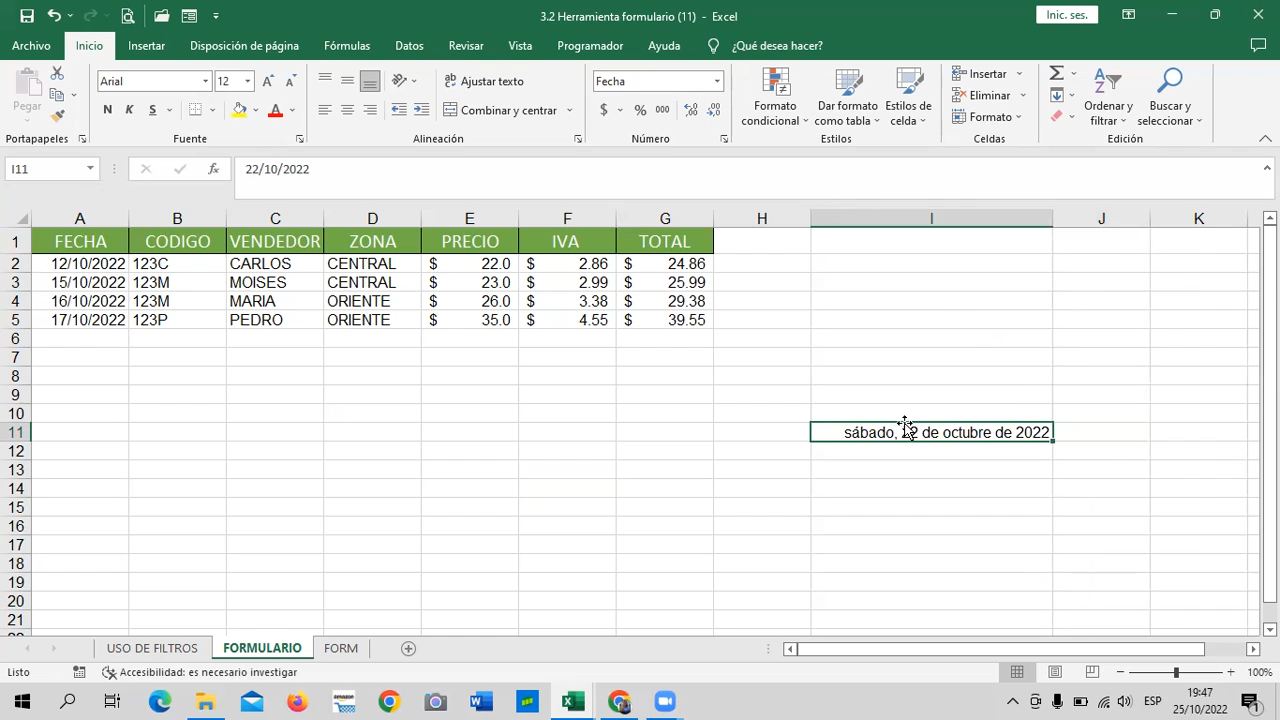 3.2 Herramienta formulario (11) – Excel
Inic. ses.
Archivo Inicio Insertar Disposición de página Fórmulas Datos Revisar Vista Programador Ayuda ¿Qué desea hacer?
Pegar
Portapapeles
Arial 12
N K S
Fuente
Ajustar texto
Combinar y centrar
Alineación
Fecha
$ % 000
Número
Formato condicional
Dar formato como tabla
Estilos de celda
Estilos
Insertar
Eliminar
Formato
Celdas
Ordenar y filtrar
Buscar y seleccionar
Edición
I11 fx 22/10/2022
A B C D E F G H I J K
1 FECHA CODIGO VENDEDOR ZONA PRECIO IVA TOTAL
2 12/10/2022 123C CARLOS CENTRAL $ 22.0 $ 2.86 $ 24.86
3 15/10/2022 123M MOISES CENTRAL $ 23.0 $ 2.99 $ 25.99
4 16/10/2022 123M MARIA ORIENTE $ 26.0 $ 3.38 $ 29.38
5 17/10/2022 123P PEDRO ORIENTE $ 35.0 $ 4.55 $ 39.55
6
7
8
9
10
11 sábado, 22 de octubre de 2022
12
13
14
15
16
17
18
19
20
21
USO DE FILTROS FORMULARIO FORM
Listo Accesibilidad: es necesario investigar 100%
ESP 19:47
25/10/2022